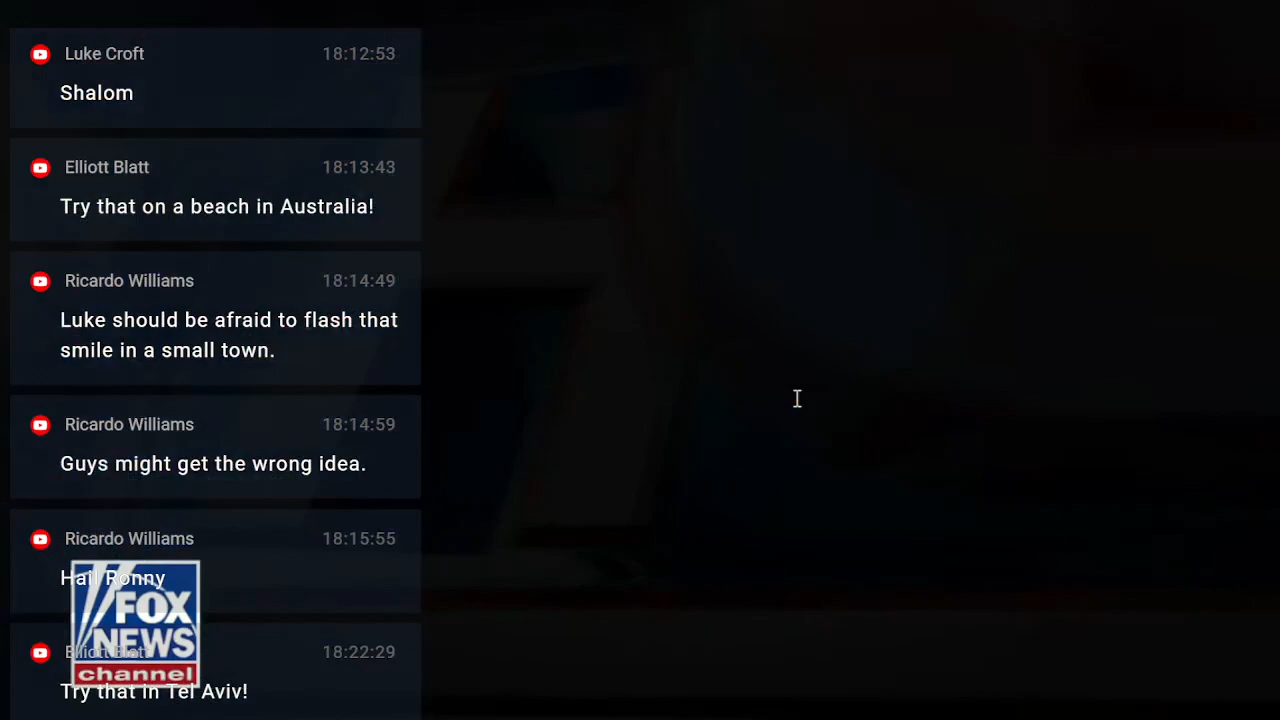 Luke Croft 18:12:53
Shalom
Elliott Blatt 18:13:43
Try that on a beach in Australia!
Ricardo Williams 18:14:49
Luke should be afraid to flash that
smile in a small town.
Ricardo Williams 18:14:59
Guys might get the wrong idea.
Ricardo Williams 18:15:55
Hail Ronny
FOX
NEWS
channel
Elliott Blatt 18:22:29
Try that in Tel Aviv!